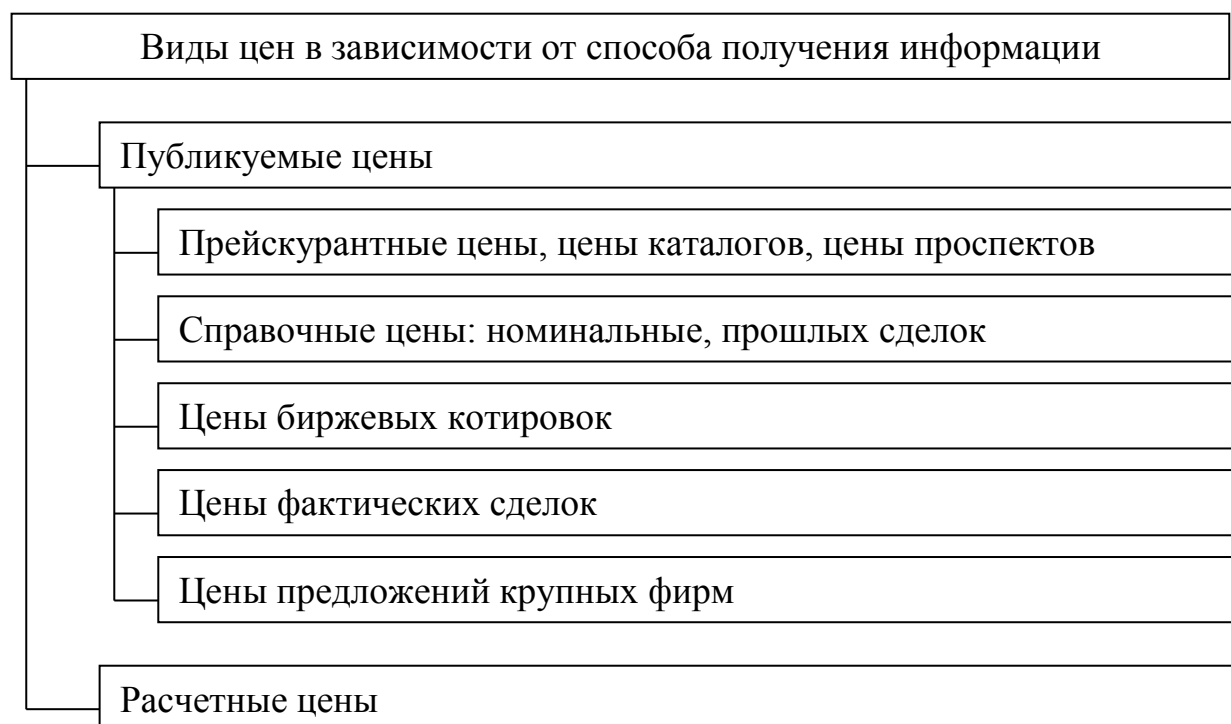 Виды цен в зависимости от способа получения информации
Публикуемые цены
Прейскурантные цены, цены каталогов, цены проспектов
Справочные цены: номинальные, прошлых сделок
Цены биржевых котировок
Цены фактических сделок
Цены предложений крупных фирм
Расчетные цены